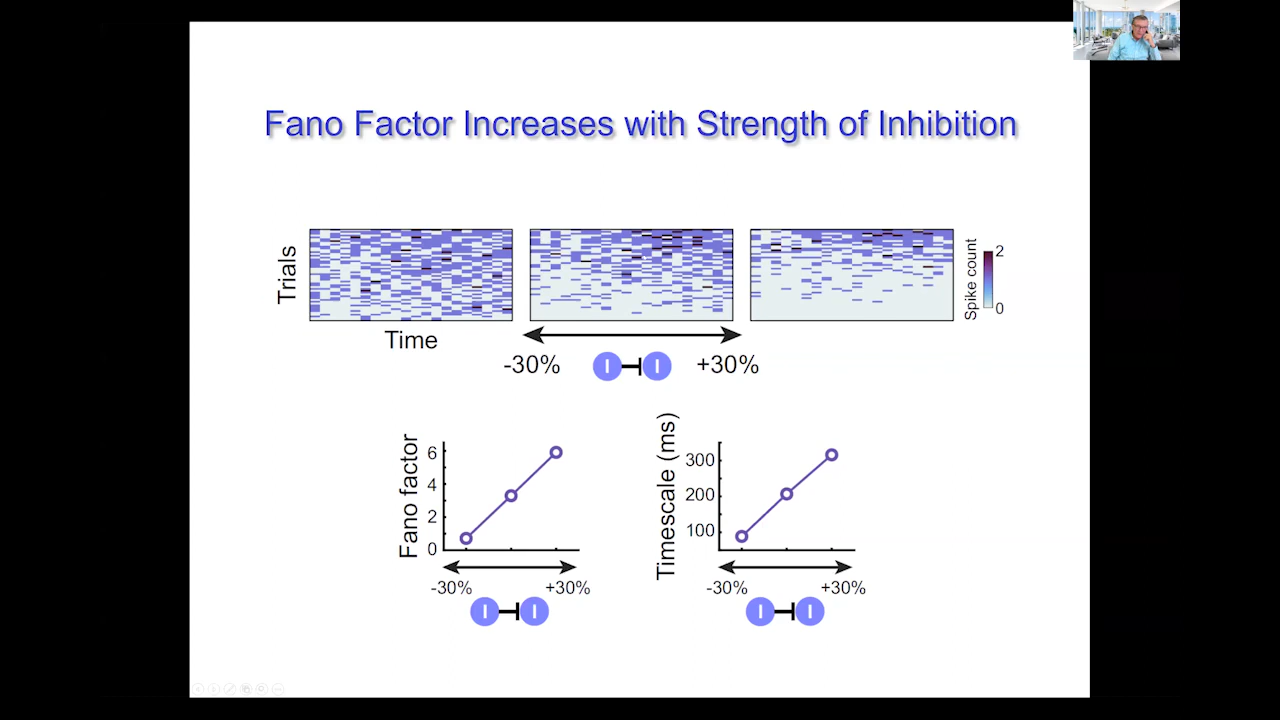 Fano Factor Increases with Strength of Inhibition
Trials
Time
Spike count
2
0
-30%
I
I
+30%
Fano factor
6
4
2
0
-30%
+30%
I
I
Timescale (ms)
300
200
100
-30%
+30%
I
I